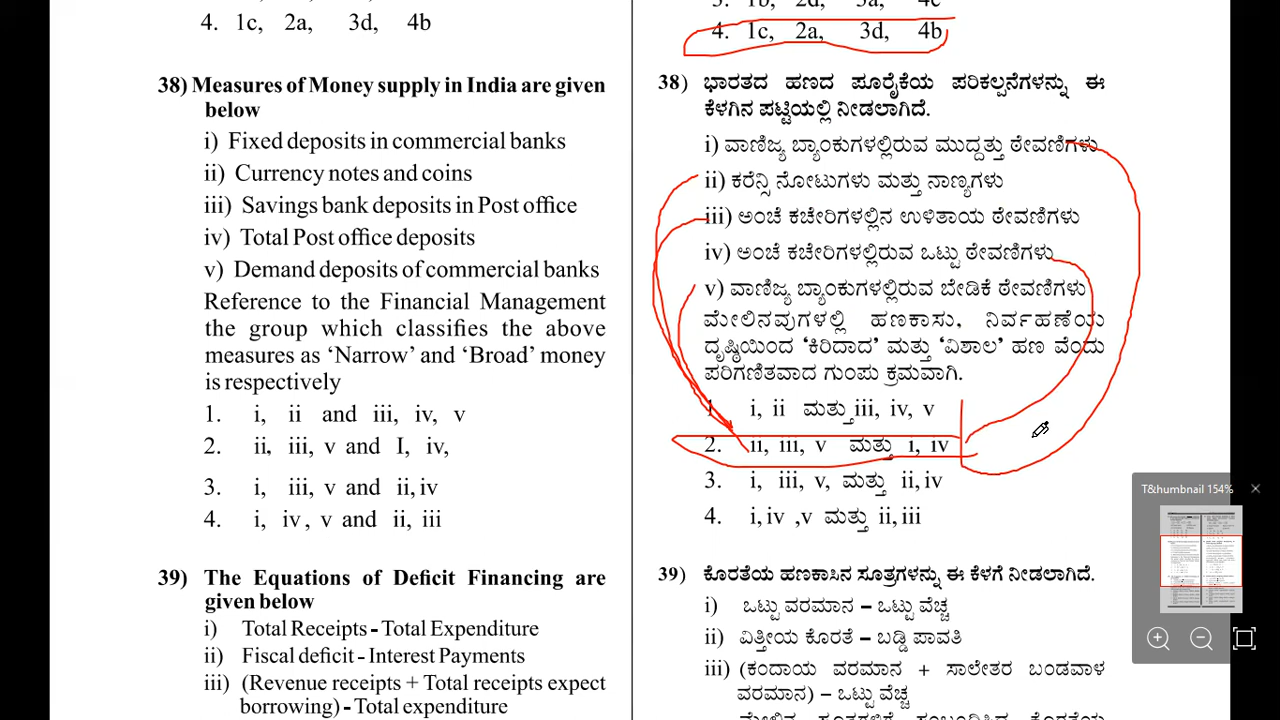 4. 1c, 2a, 3d, 4b
38) Measures of Money supply in India are given
below
i) Fixed deposits in commercial banks
ii) Currency notes and coins
iii) Savings bank deposits in Post office
iv) Total Post office deposits
v) Demand deposits of commercial banks
Reference to the Financial Management
the group which classifies the above
measures as ‘Narrow’ and ‘Broad’ money
is respectively
1. i, ii and iii, iv, v
2. ii, iii, v and I, iv,
3. i, iii, v and ii, iv
4. i, iv, v and ii, iii
39) The Equations of Deficit Financing are
given below
i) Total Receipts - Total Expenditure
ii) Fiscal deficit - Interest Payments
iii) (Revenue receipts + Total receipts expect
borrowing) - Total expenditure
4. 1c, 2a, 3d, 4b
38) ಭಾರತದ ಹಣದ ಪೂರೈಕೆಯ ಪರಿಕಲ್ಪನೆಗಳನ್ನು ಈ
ಕೆಳಗಿನ ಪಟ್ಟಿಯಲ್ಲಿ ನೀಡಲಾಗಿದೆ.
i) ವಾಣಿಜ್ಯ ಬ್ಯಾಂಕುಗಳಲ್ಲಿರುವ ಮುದ್ದತ್ತು ಠೇವಣಿಗಳು
ii) ಕರೆನ್ಸಿ ನೋಟುಗಳು ಮತ್ತು ನಾಣ್ಯಗಳು
iii) ಅಂಚೆ ಕಚೇರಿಗಳಲ್ಲಿನ ಉಳಿತಾಯ ಠೇವಣಿಗಳು
iv) ಅಂಚೆ ಕಚೇರಿಗಳಲ್ಲಿರುವ ಒಟ್ಟು ಠೇವಣಿಗಳು
v) ವಾಣಿಜ್ಯ ಬ್ಯಾಂಕುಗಳಲ್ಲಿರುವ ಬೇಡಿಕೆ ಠೇವಣಿಗಳು
ಮೇಲಿನವುಗಳಲ್ಲಿ ಹಣಕಾಸು, ನಿರ್ವಹಣೆಯ
ದೃಷ್ಠಿಯಿಂದ ‘ಕಿರಿದಾದ’ ಮತ್ತು ‘ವಿಶಾಲ’ ಹಣ ವೆಂದು
ಪರಿಗಣಿತವಾದ ಗುಂಪು ಕ್ರಮವಾಗಿ.
1. i, ii ಮತ್ತು iii, iv, v
2. ii, iii, v ಮತ್ತು i, iv
3. i, iii, v, ಮತ್ತು ii, iv
4. i, iv ,v ಮತ್ತು ii, iii
39) ಕೊರತೆಯ ಹಣಕಾಸಿನ ಸೂತ್ರಗಳನ್ನು ಈ ಕೆಳಗೆ ನೀಡಲಾಗಿದೆ.
i) ಒಟ್ಟು ವರಮಾನ – ಒಟ್ಟು ವೆಚ್ಚ
ii) ವಿತ್ತೀಯ ಕೊರತೆ – ಬಡ್ಡಿ ಪಾವತಿ
iii) (ಕಂದಾಯ ವರಮಾನ + ಸಾಲೇತರ ಬಂಡವಾಳ
ವರಮಾನ) – ಒಟ್ಟು ವೆಚ್ಚ
T&thumbnail 154%